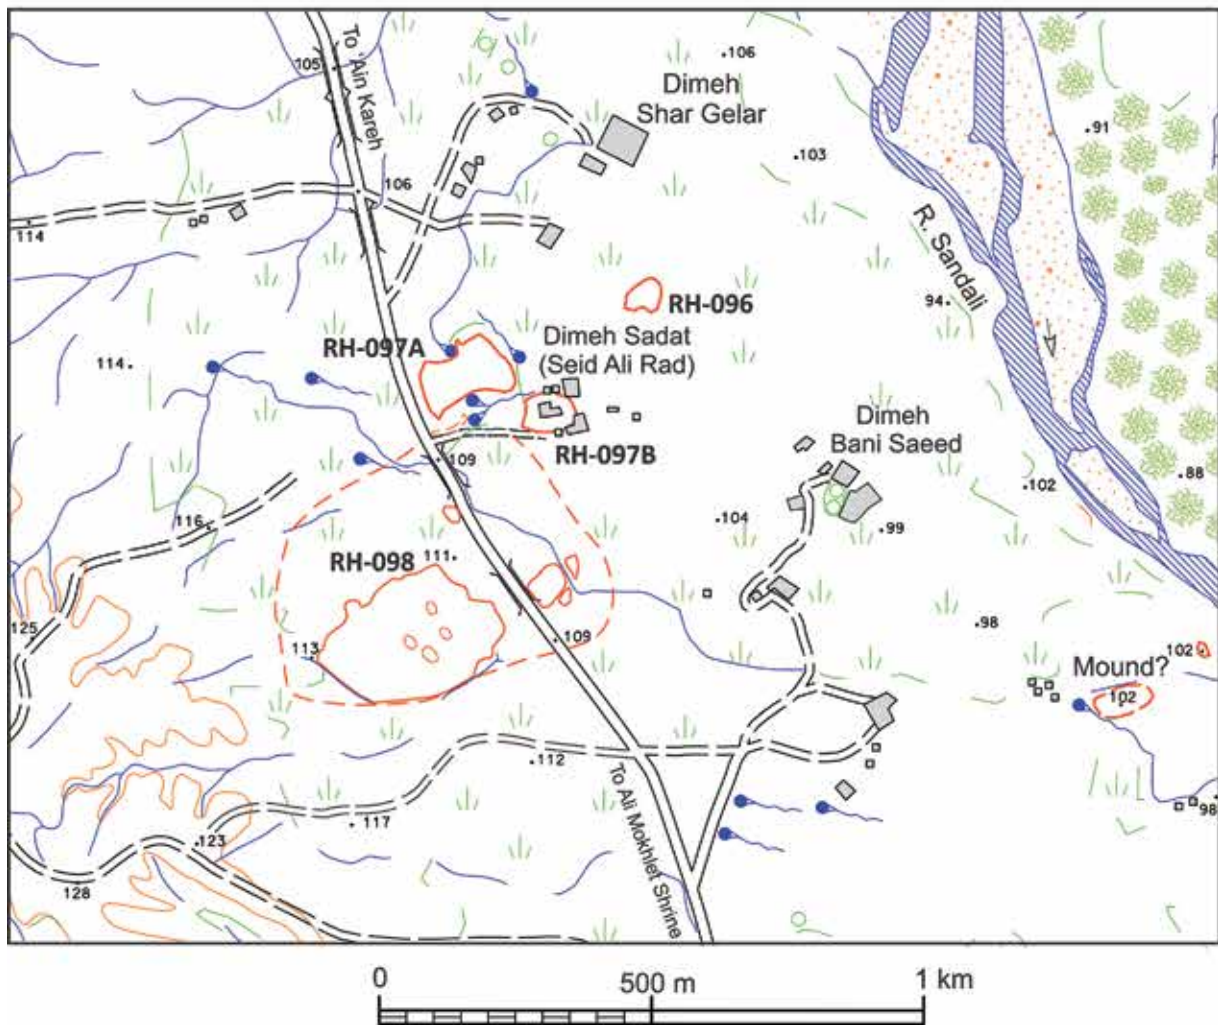 To 'Ain Kareh
105
106
Dimeh
Shar Gelar
91
103
106
114
R. Sandali
94
RH-096
RH-097A
Dimeh Sadat
(Seid Ali Rad)
114
Dimeh
Bani Saeed
RH-097B
109
88
102
116
104
99
RH-098
111
125
109
98
113
102
Mound?
102
112
To Ali Mokhlet Shrine
98
117
123
128
0
500 m
1 km